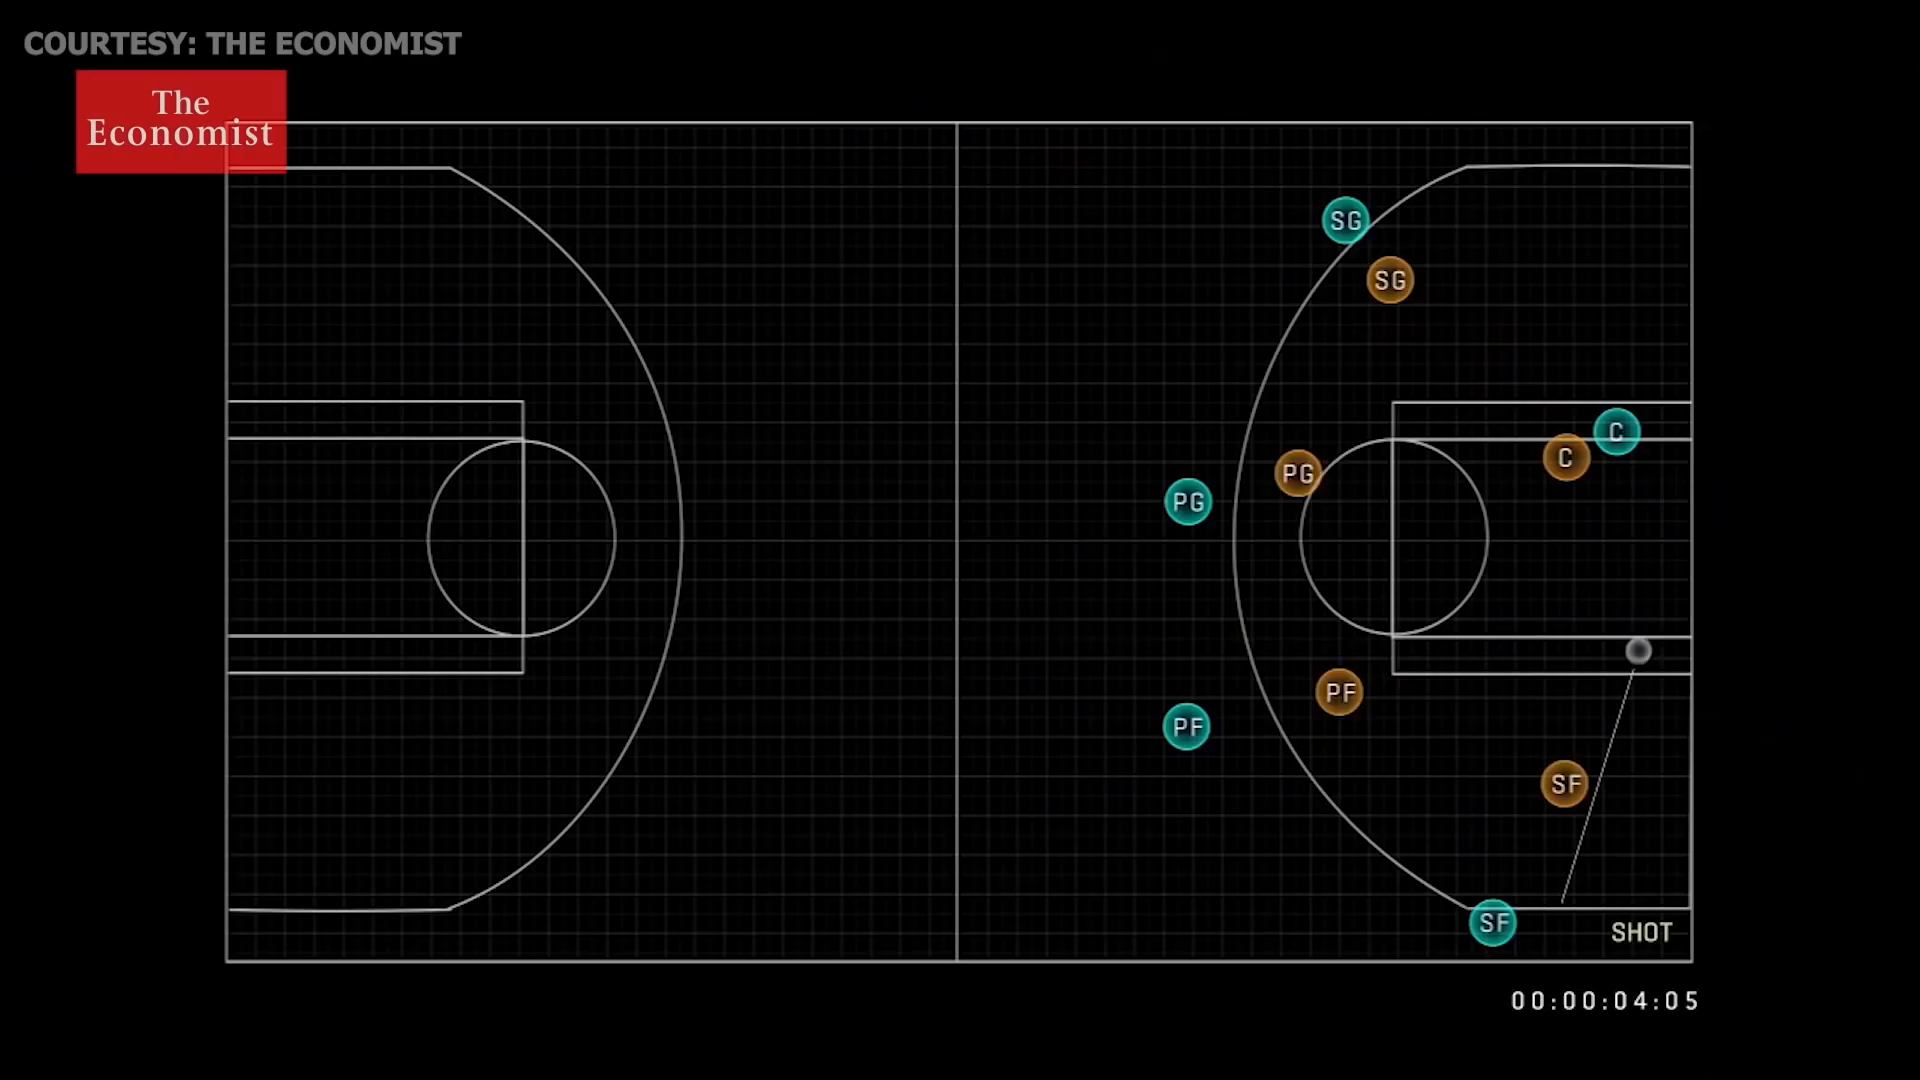 COURTESY: THE ECONOMIST
The
Economist
SG
SG
C
C
PG
PG
PF
PF
SF
SF
SHOT
00:00:04:05